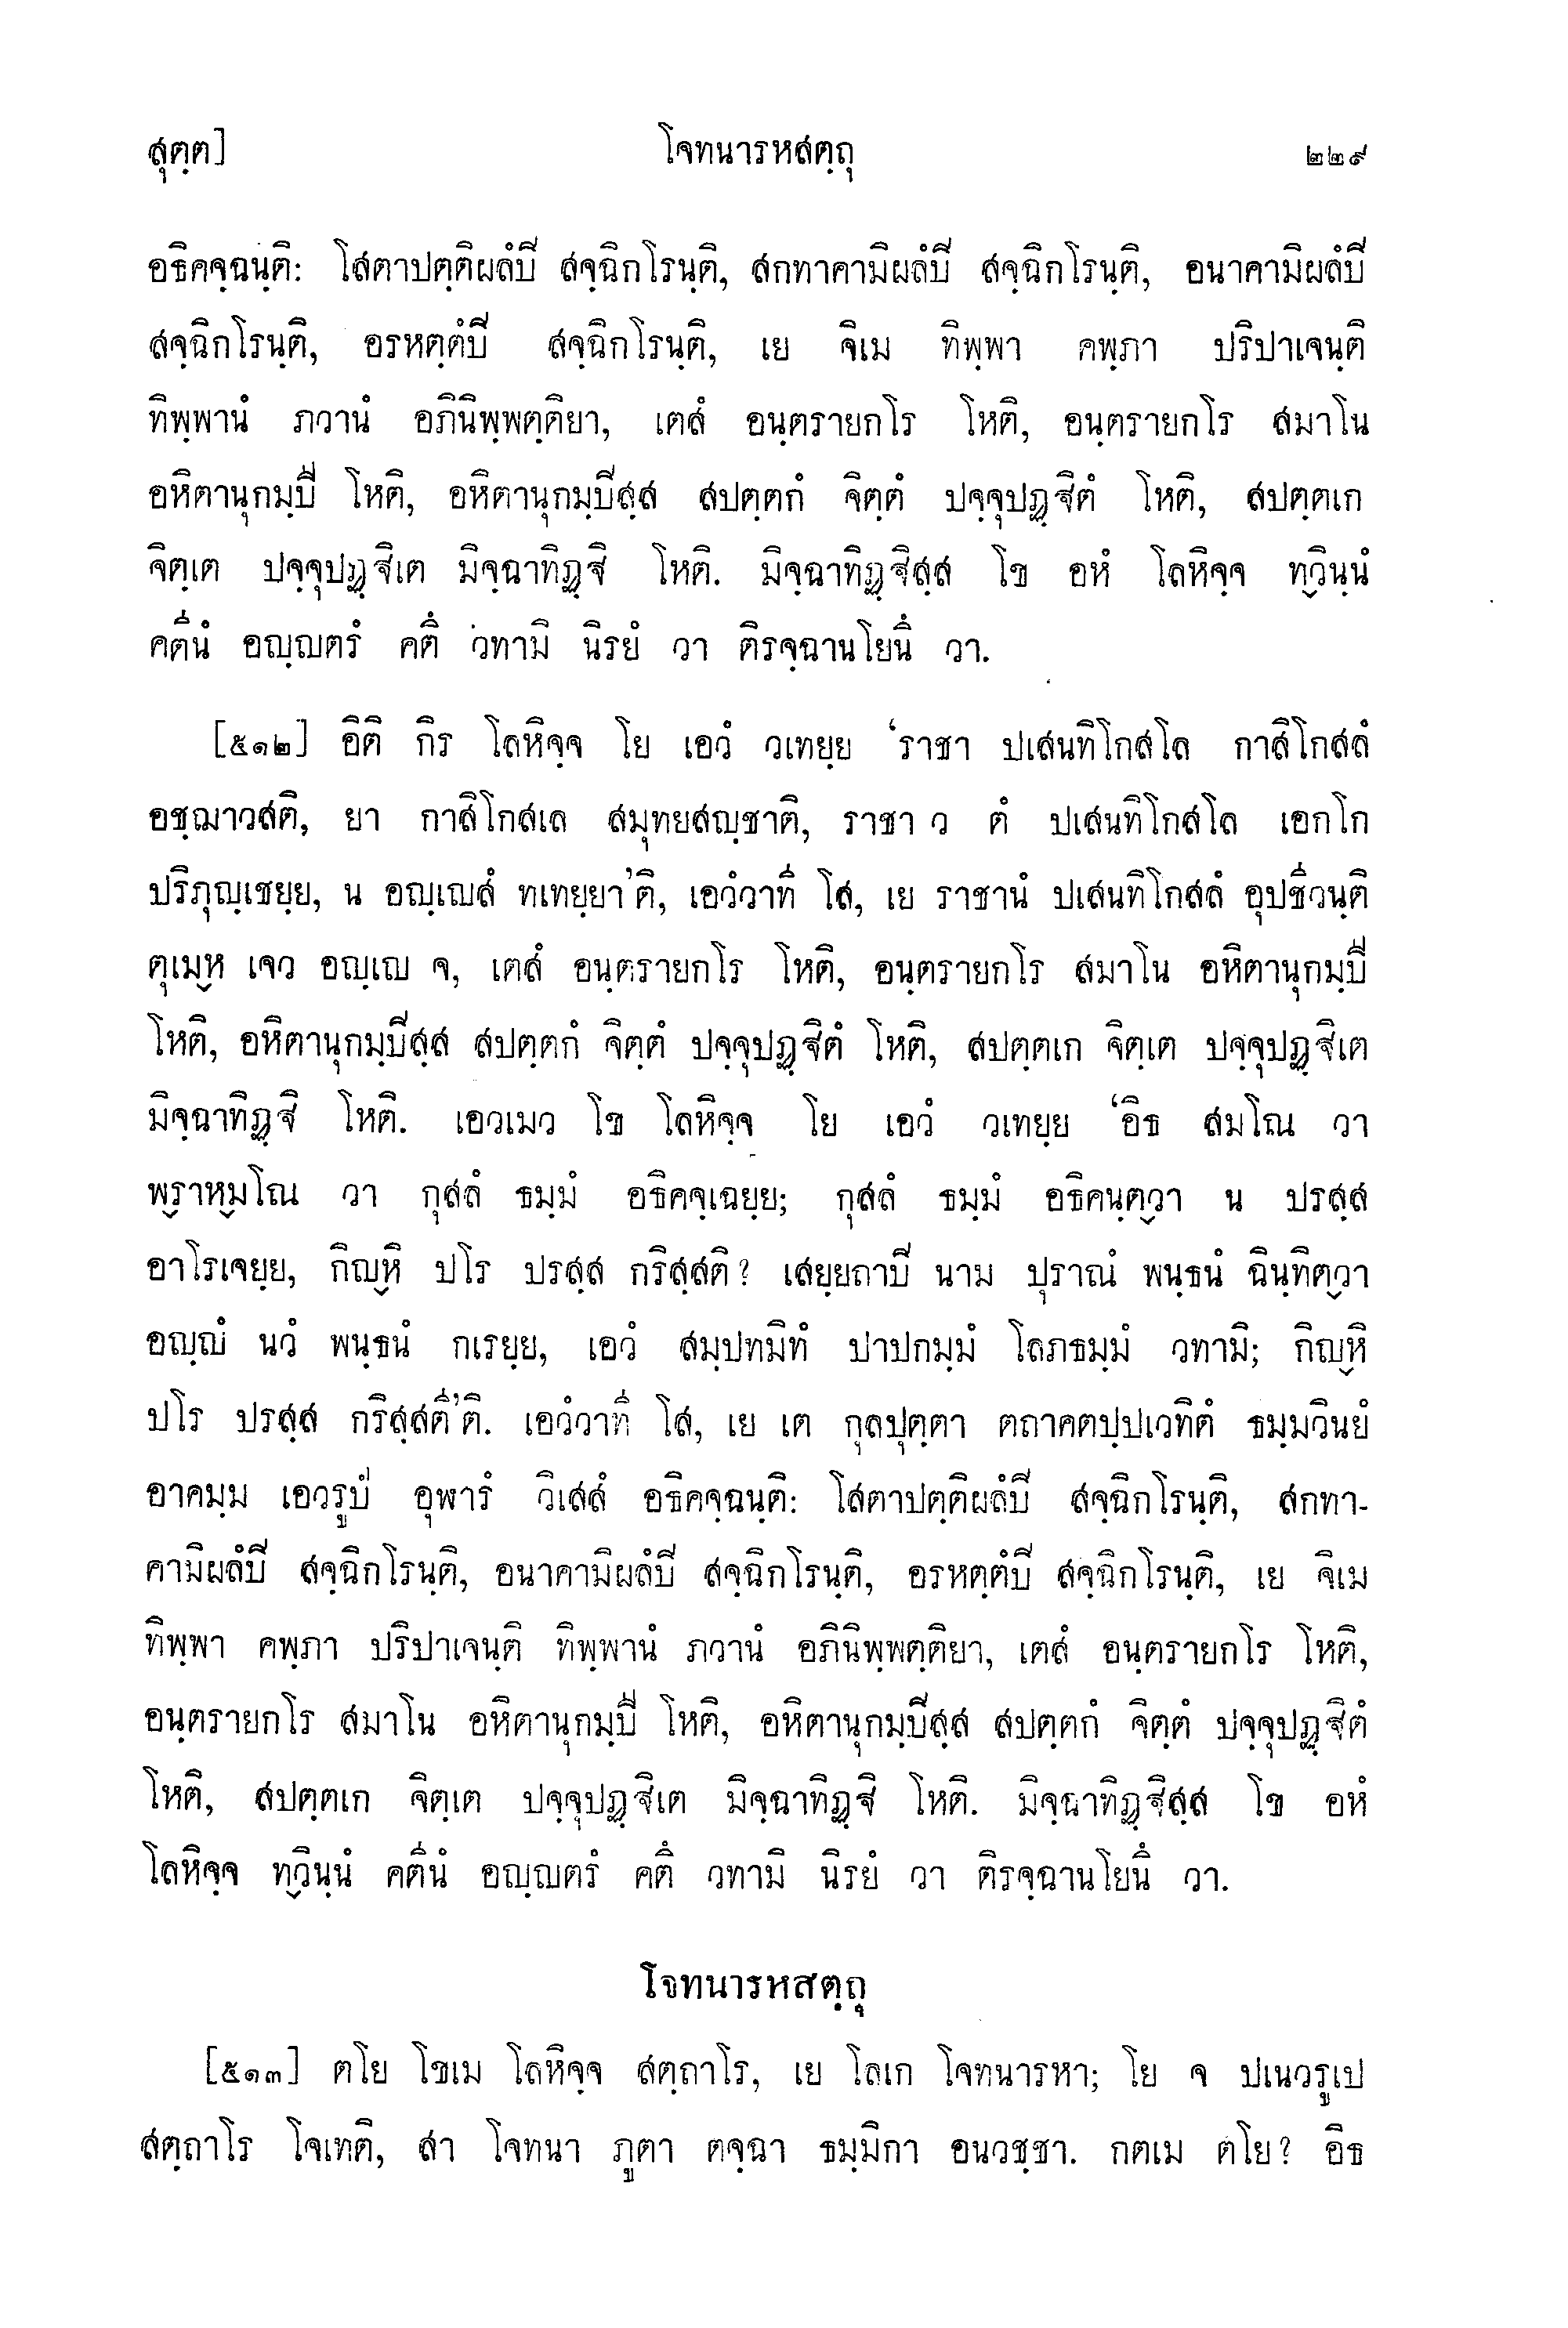 สุตฺต]
โจทนารหสตฺถุ
๒๒๙
อธิคจฺฉนฺติ: โสตาปตฺติผลํปิ สจฺฉิกโรนฺติ, สกทาคามิผลํปิ สจฺฉิกโรนฺติ, อนาคามิผลํปิ
สจฺฉิกโรนฺติ, อรหตฺตํปิ สจฺฉิกโรนฺติ, เย จิเม ทิพฺพา คพฺภา ปริปาเจนฺติ
ทิพฺพานํ ภวานํ อภินิพฺพตฺติยา, เตสํ อนฺตรายกโร โหติ, อนฺตรายกโร สมาโน
อหิตานุกมฺปี โหติ, อหิตานุกมฺปีสฺส สปตฺตกํ จิตฺตํ ปจฺจุปฏฺฐิตํ โหติ, สปตฺตเก
จิตฺเต ปจฺจุปฏฺฐิเต มิจฺฉาทิฏฺฐิ โหติ. มิจฺฉาทิฏฺฐิสฺส โข อหํ โลหิจฺจ ท๎วินฺนํ
คตีนํ อญฺญตรํ คตึ วทามิ นิรยํ วา ติรจฺฉานโยนึ วา.
[๕๑๒] อิติ กิร โลหิจฺจ โย เอวํ วเทยฺย ‘ราชา ปเสนทิโกสโล กาสิโกสลํ
อชฺฌาวสติ, ยา กาสิโกสเล สมุทยสญฺชาติ, ราชา ว ตํ ปเสนทิโกสโล เอกโก
ปริภุญฺเชยฺย, น อญฺเญสํ ทเทยฺยา’ติ, เอวํวาที โส, เย ราชานํ ปเสนทิโกสลํ อุปชีวนฺติ
ตุเม๎ห เจว อญฺเญ จ, เตสํ อนฺตรายกโร โหติ, อนฺตรายกโร สมาโน อหิตานุกมฺปี
โหติ, อหิตานุกมฺปีสฺส สปตฺตกํ จิตฺตํ ปจฺจุปฏฺฐิตํ โหติ, สปตฺตเก จิตฺเต ปจฺจุปฏฺฐิเต
มิจฺฉาทิฏฺฐิ โหติ. เอวเมว โข โลหิจฺจ โย เอวํ วเทยฺย ‘อิธ สมโณ วา
พ๎ราห๎มโณ วา กุสลํ ธมฺมํ อธิคจฺเฉยฺย; กุสลํ ธมฺมํ อธิคนฺต๎วา น ปรสฺส
อาโรเจยฺย, กิญ๎หิ ปโร ปรสฺส กริสฺสติ? เสยฺยถาปิ นาม ปุราณํ พนฺธนํ ฉินฺทิต๎วา
อญฺญํ นวํ พนฺธนํ กเรยฺย, เอวํ สมฺปทมิทํ ปาปกมฺมํ โลภธมฺมํ วทามิ; กิญ๎หิ
ปโร ปรสฺส กริสฺสตี’ติ. เอวํวาที โส, เย เต กุลปุตฺตา ตถาคตปฺปเวทิตํ ธมฺมวินยํ
อาคมฺม เอวรูปํ อุฬารํ วิเสสํ อธิคจฺฉนฺติ: โสตาปตฺติผลํปิ สจฺฉิกโรนฺติ, สกทา-
คามิผลํปิ สจฺฉิกโรนฺติ, อนาคามิผลํปิ สจฺฉิกโรนฺติ, อรหตฺตํปิ สจฺฉิกโรนฺติ, เย จิเม
ทิพฺพา คพฺภา ปริปาเจนฺติ ทิพฺพานํ ภวานํ อภินิพฺพตฺติยา, เตสํ อนฺตรายกโร โหติ,
อนฺตรายกโร สมาโน อหิตานุกมฺปี โหติ, อหิตานุกมฺปีสฺส สปตฺตกํ จิตฺตํ ปจฺจุปฏฺฐิตํ
โหติ, สปตฺตเก จิตฺเต ปจฺจุปฏฺฐิเต มิจฺฉาทิฏฺฐิ โหติ. มิจฺฉาทิฏฺฐิสฺส โข อหํ
โลหิจฺจ ท๎วินฺนํ คตีนํ อญฺญตรํ คตึ วทามิ นิรยํ วา ติรจฺฉานโยนึ วา.
โจทนารหสตฺถุ
[๕๑๓] ตโย โขเม โลหิจฺจ สตฺถาโร, เย โลเก โจทนารหา; โย จ ปเนวรูเป
สตฺถาโร โจเทติ, สา โจทนา ภูตา ตจฺฉา ธมฺมิกา อนวชฺชา. กตเม ตโย? อิธ